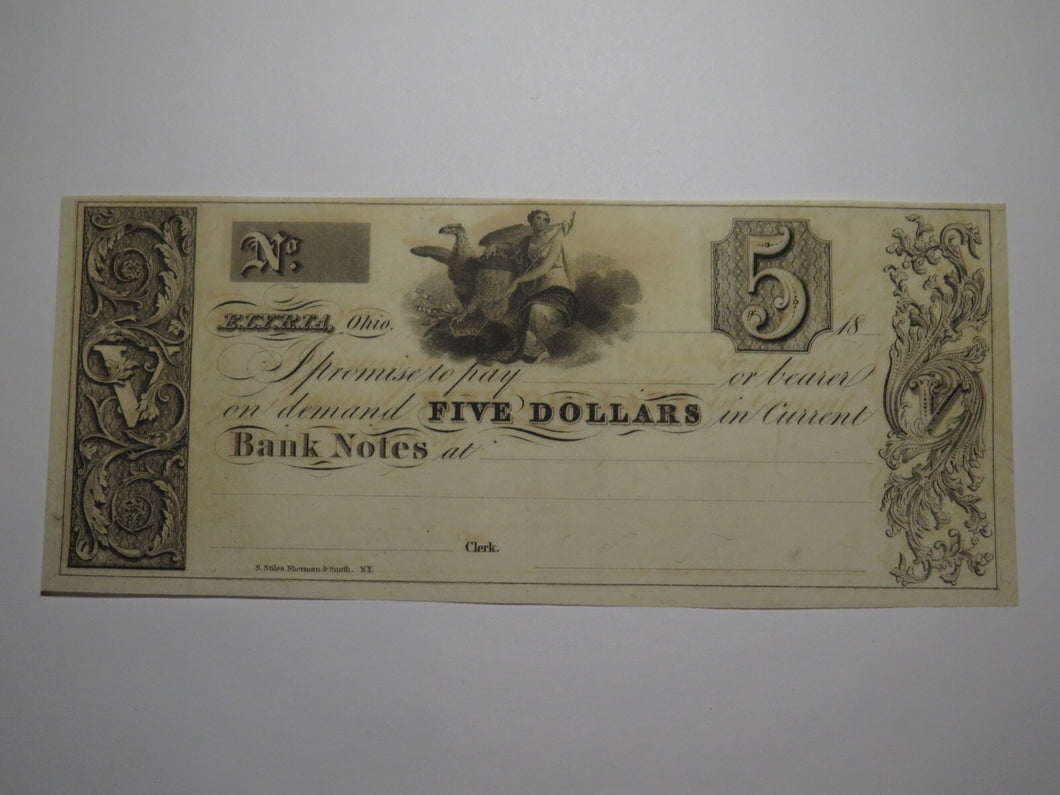 No.
5
ELYRIA, Ohio. 18
I promise to pay or bearer
on demand FIVE DOLLARS in Current
Bank Notes at
Clerk.
S. Stiles Sherman & Smith. N.Y.
V
V